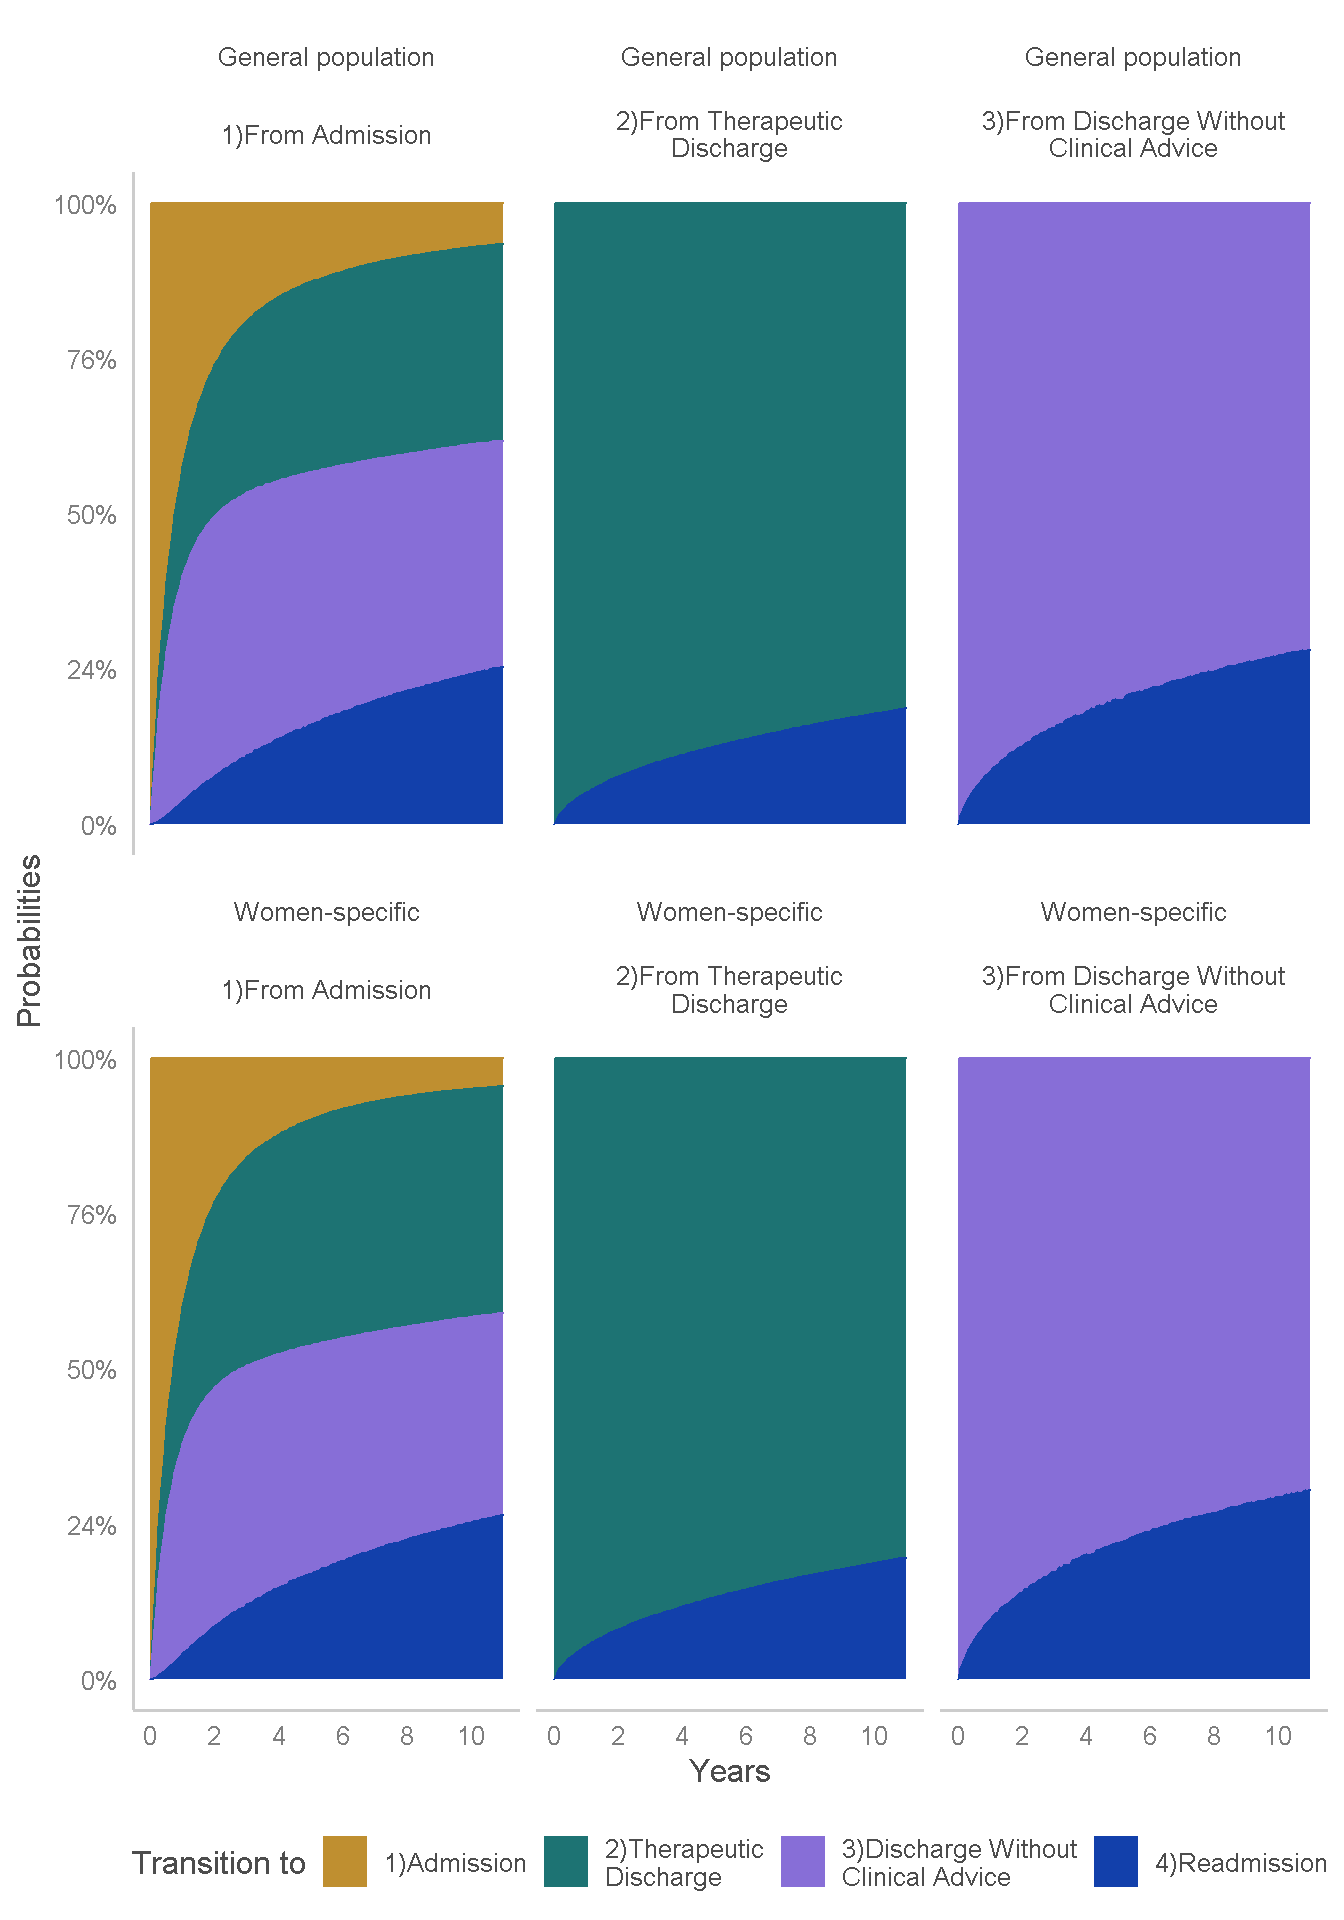 General population
General population
General population
1)From Admission
2)From Therapeutic
Discharge
3)From Discharge Without
Clinical Advice
100%
76%
50%
24%
0%
Probabilities
Women-specific
Women-specific
Women-specific
1)From Admission
2)From Therapeutic
Discharge
3)From Discharge Without
Clinical Advice
100%
76%
50%
24%
0%
0 2 4 6 8 10
0 2 4 6 8 10
0 2 4 6 8 10
Years
Transition to
1)Admission
2)Therapeutic
Discharge
3)Discharge Without
Clinical Advice
4)Readmission